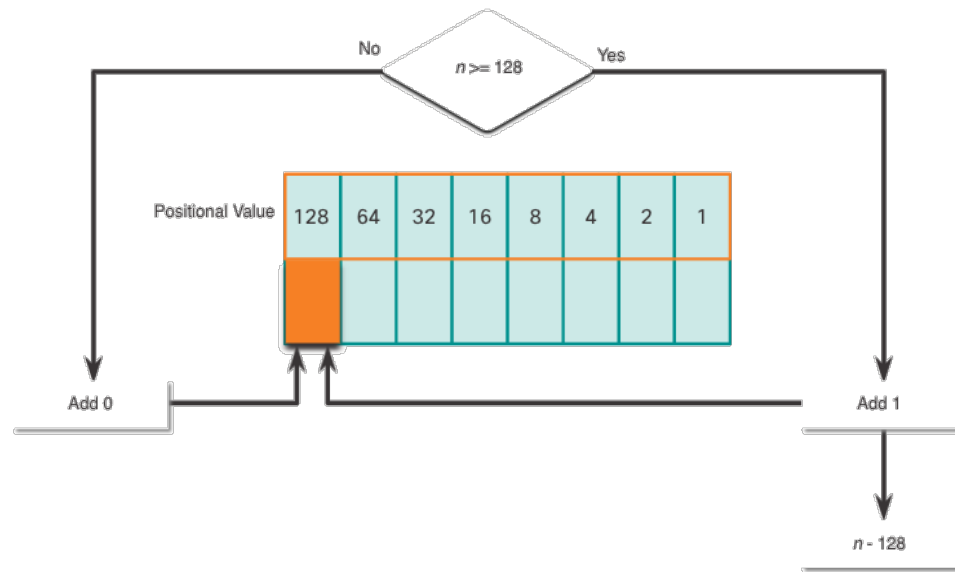 No
Yes
n >= 128
Positional Value
128 64 32 16 8 4 2 1
Add 0
Add 1
n - 128